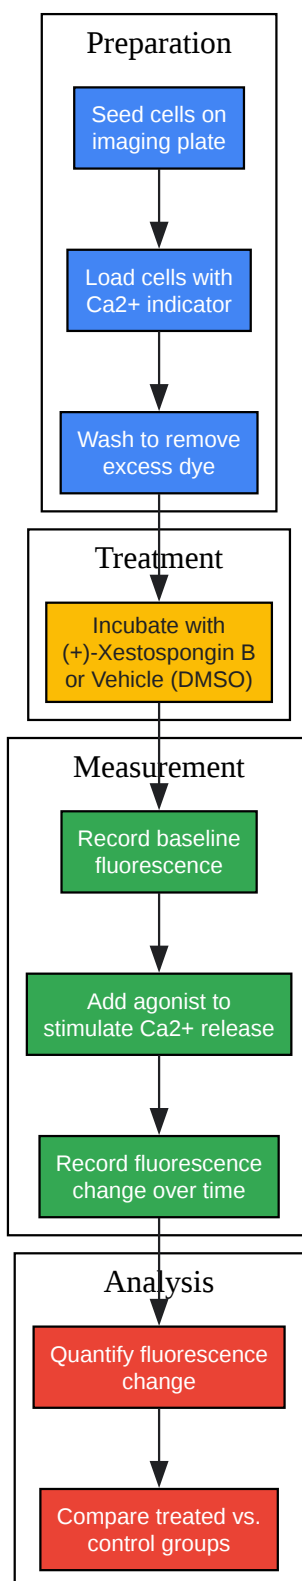 Preparation
Seed cells on
imaging plate
Load cells with
Ca2+ indicator
Wash to remove
excess dye
Treatment
Incubate with
(+)-Xestospongin B
or Vehicle (DMSO)
Measurement
Record baseline
fluorescence
Add agonist to
stimulate Ca2+ release
Record fluorescence
change over time
Analysis
Quantify fluorescence
change
Compare treated vs.
control groups